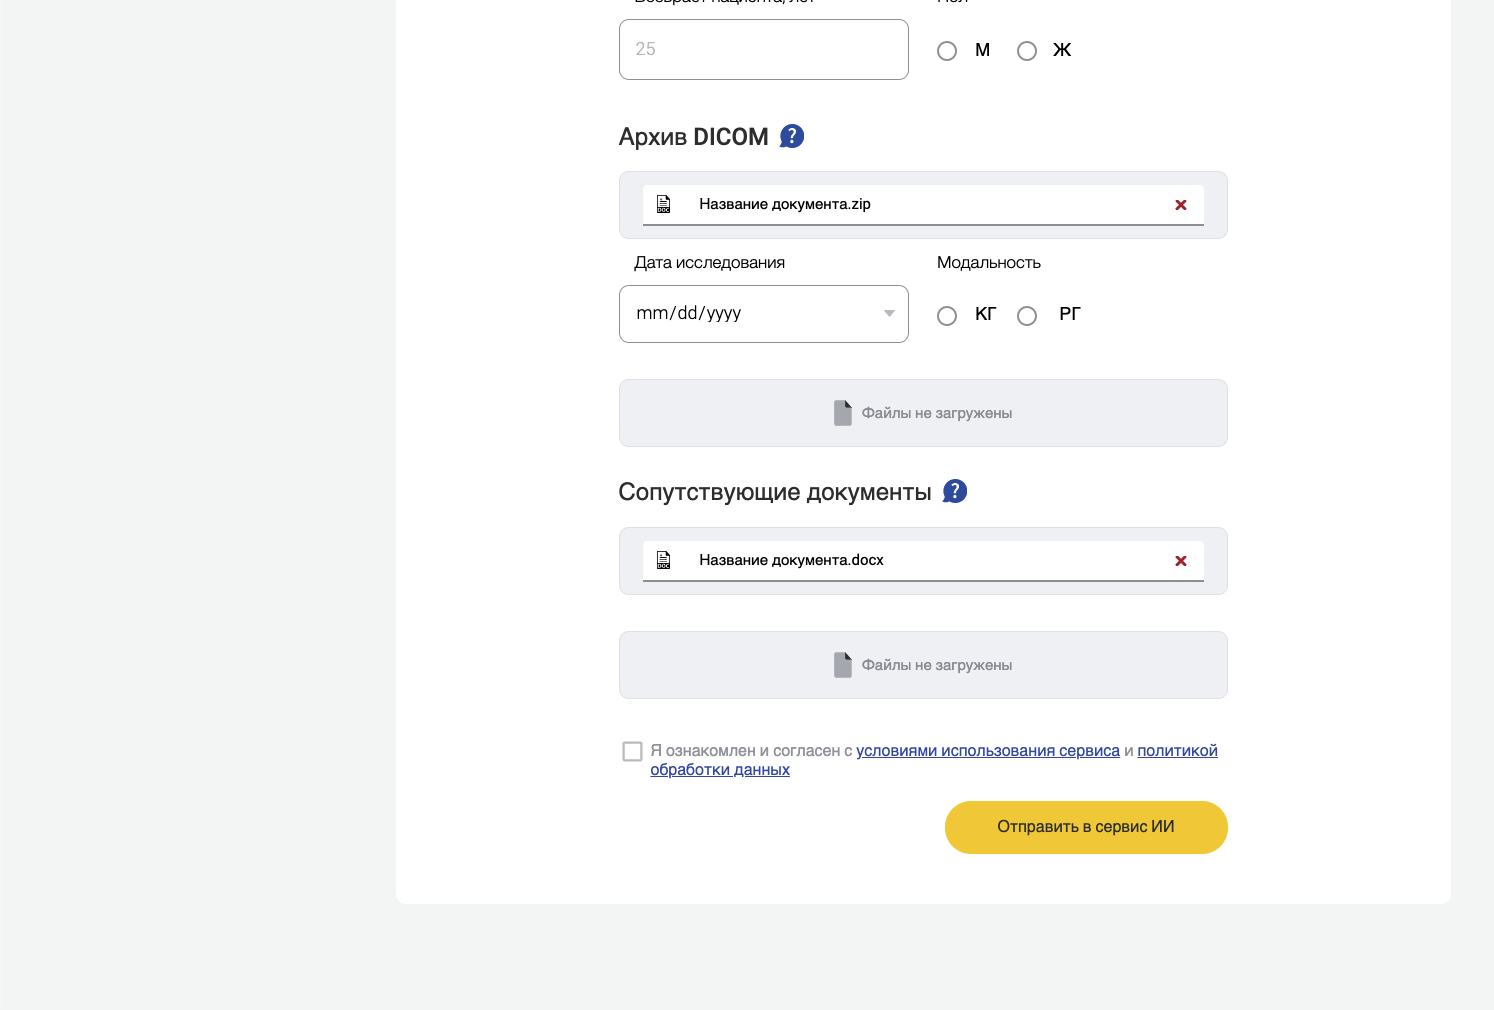 25
М
Ж
Архив DICOM
?
Название документа.zip
Дата исследования
Модальность
mm/dd/yyyy
КГ
РГ
Файлы не загружены
Сопутствующие документы
?
Название документа.docx
Файлы не загружены
Я ознакомлен и согласен с условиями использования сервиса и политикой
обработки данных
Отправить в сервис ИИ